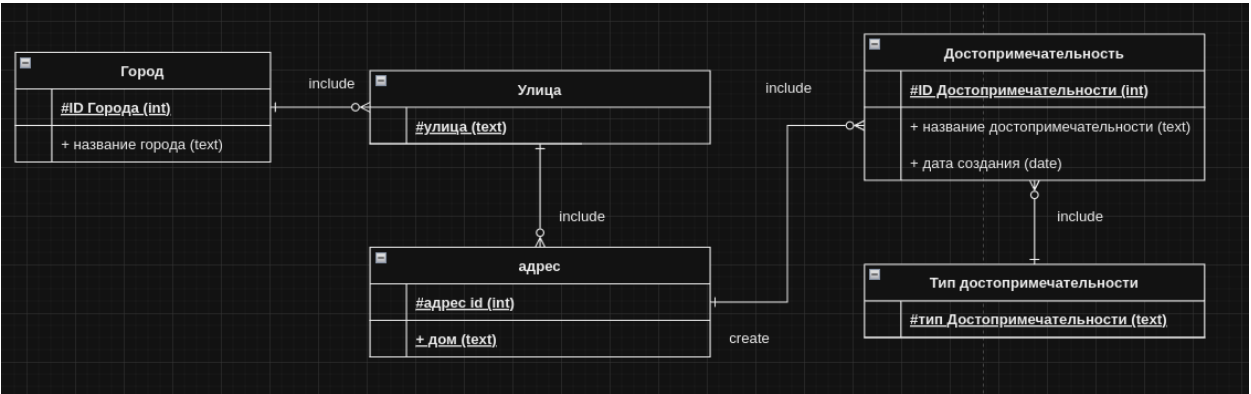 Город
#ID Города (int)
+ название города (text)
include
Улица
#улица (text)
include
адрес
#адрес id (int)
+ дом (text)
create
include
Достопримечательность
#ID Достопримечательности (int)
+ название достопримечательности (text)
+ дата создания (date)
include
Тип достопримечательности
#тип Достопримечательности (text)